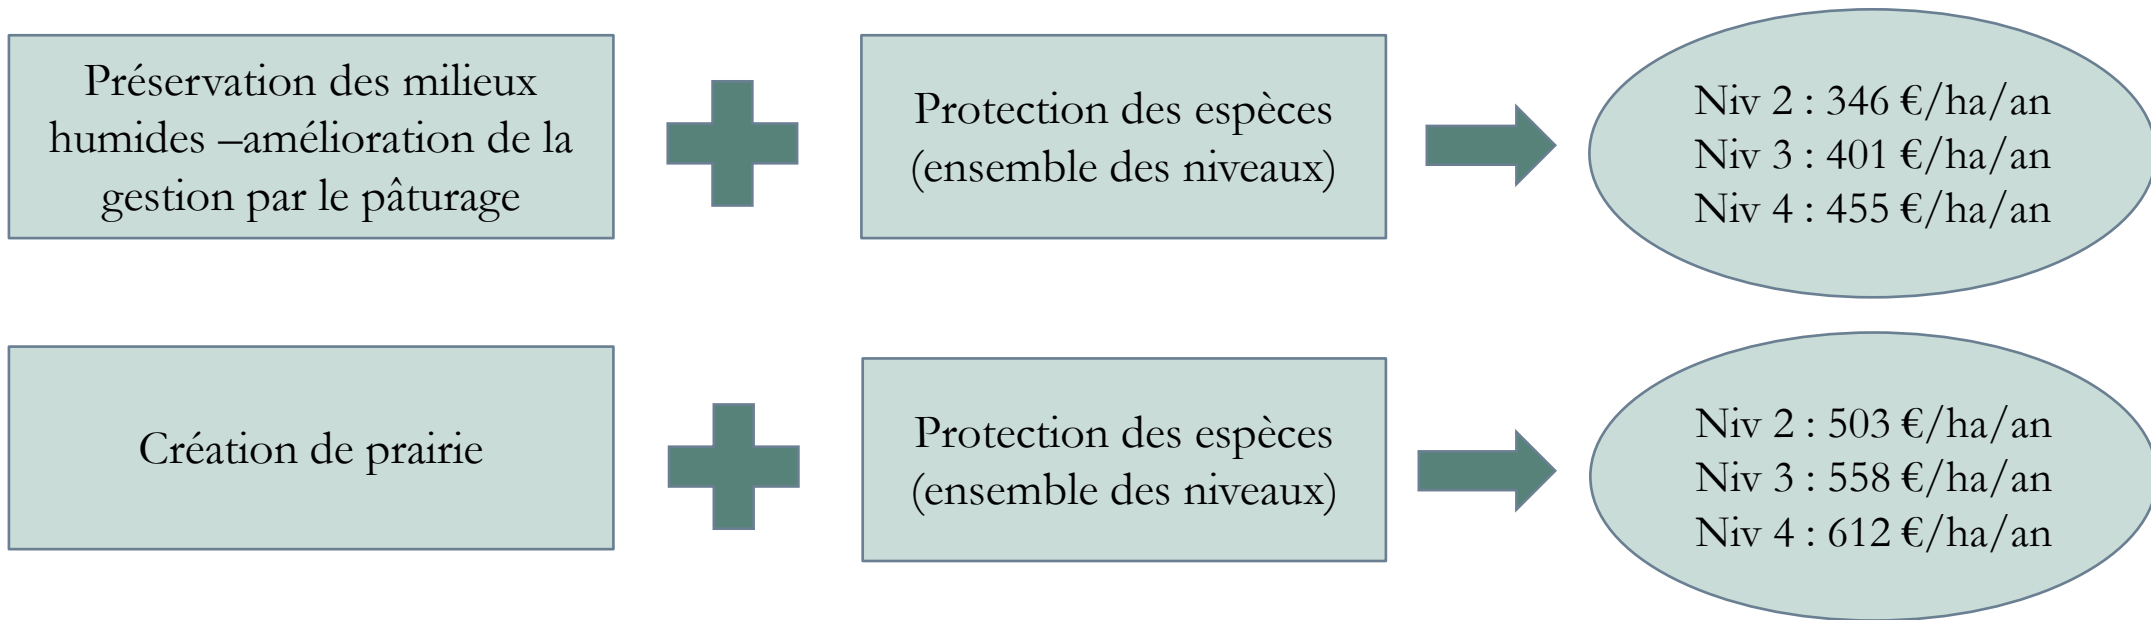 Préservation des milieux
humides –amélioration de la
gestion par le pâturage
Protection des espèces
(ensemble des niveaux)
Niv 2 : 346 €/ha/an
Niv 3 : 401 €/ha/an
Niv 4 : 455 €/ha/an
Création de prairie
Protection des espèces
(ensemble des niveaux)
Niv 2 : 503 €/ha/an
Niv 3 : 558 €/ha/an
Niv 4 : 612 €/ha/an